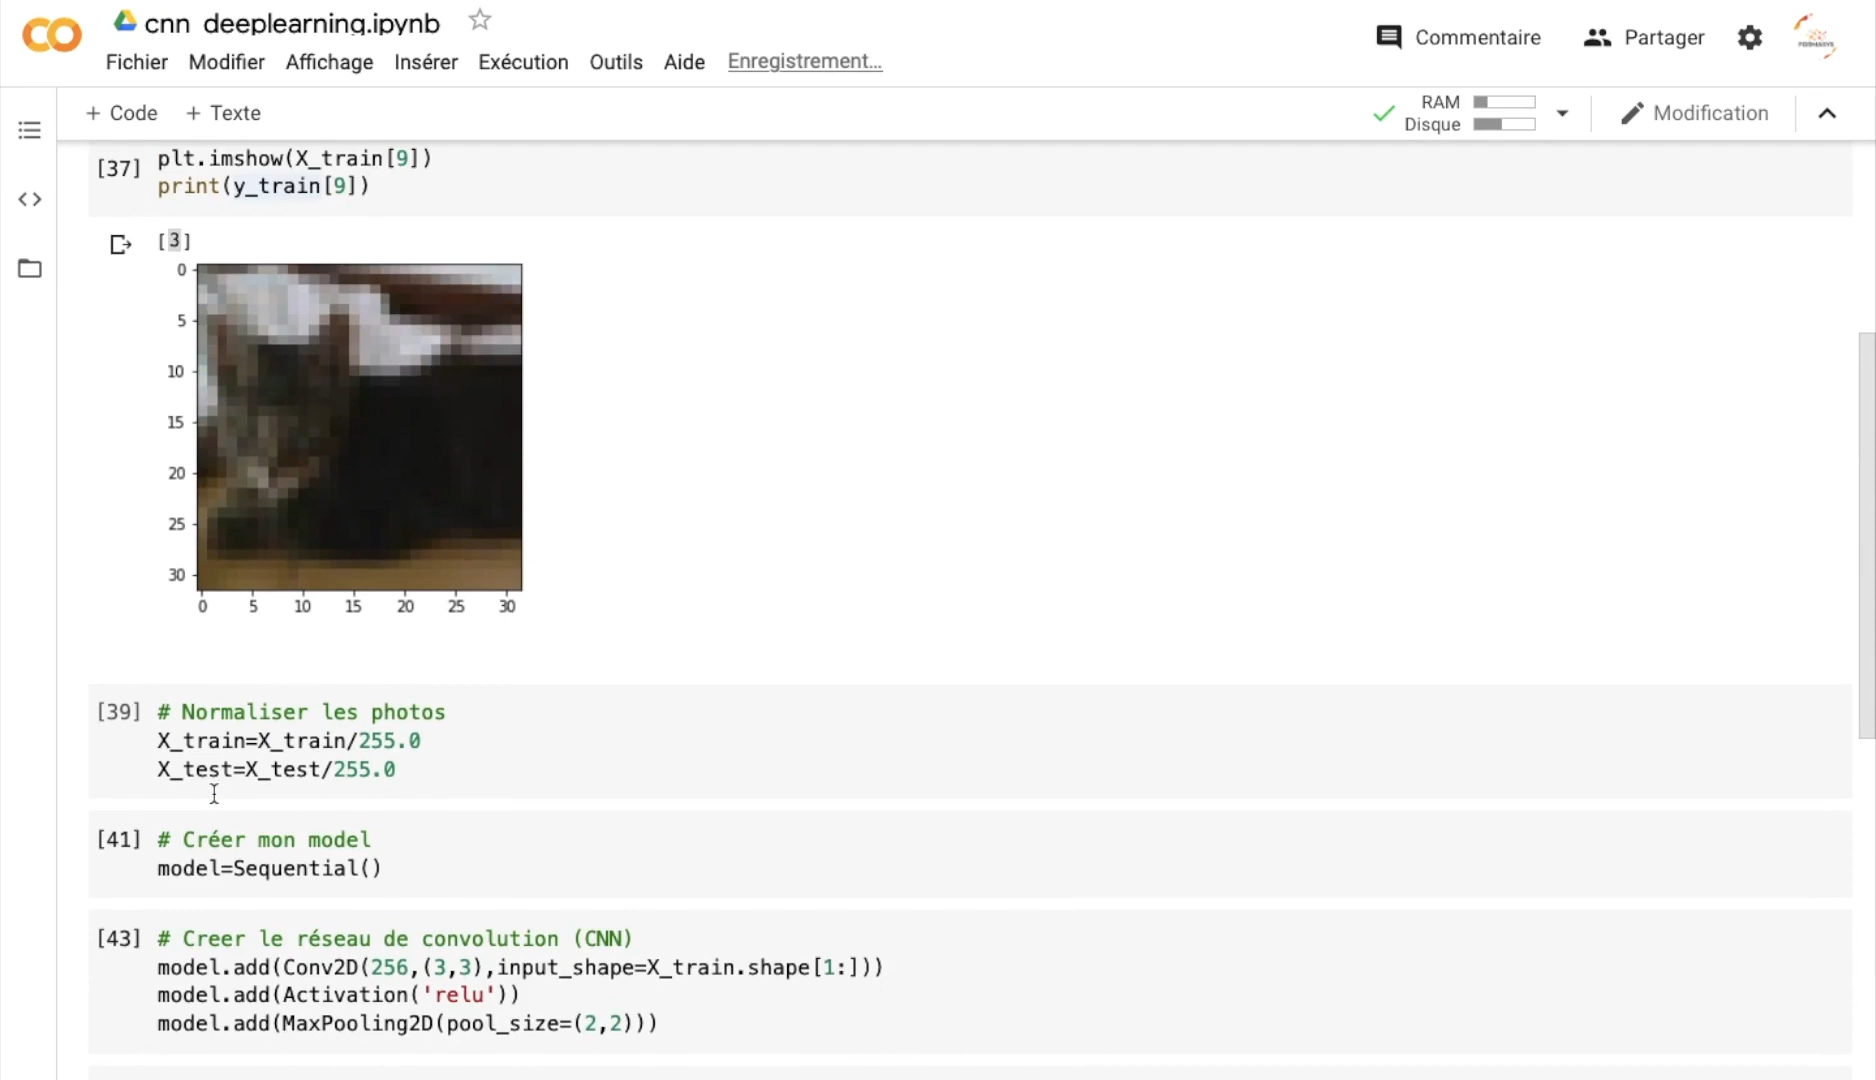 cnn deeplearning.ipynb
Fichier Modifier Affichage Insérer Exécution Outils Aide Enregistrement...
Commentaire Partager
+ Code + Texte
RAM
Disque
Modification
[37] plt.imshow(X_train[9])
print(y_train[9])
[3]
0
5
10
15
20
25
30
0 5 10 15 20 25 30
[39] # Normaliser les photos
X_train=X_train/255.0
X_test=X_test/255.0
[41] # Créer mon model
model=Sequential()
[43] # Creer le réseau de convolution (CNN)
model.add(Conv2D(256,(3,3),input_shape=X_train.shape[1:]))
model.add(Activation('relu'))
model.add(MaxPooling2D(pool_size=(2,2)))